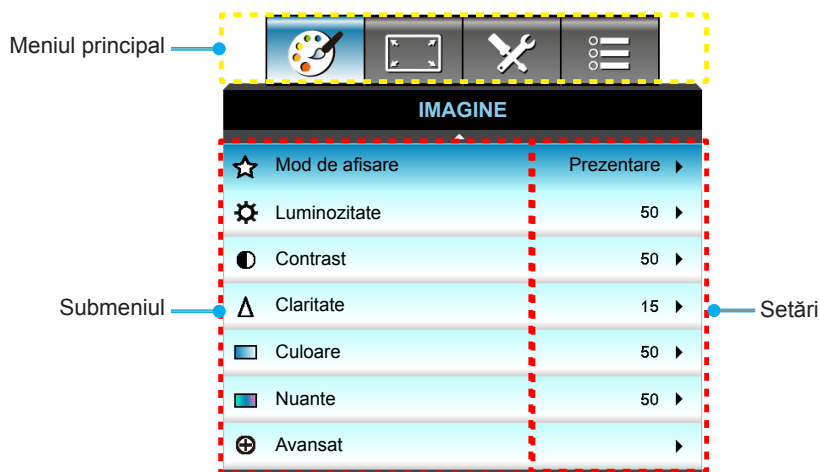 Meniul principal
IMAGINE
Mod de afisare Prezentare
Luminozitate 50
Contrast 50
Submeniul Claritate 15 Setări
Culoare 50
Nuante 50
Avansat